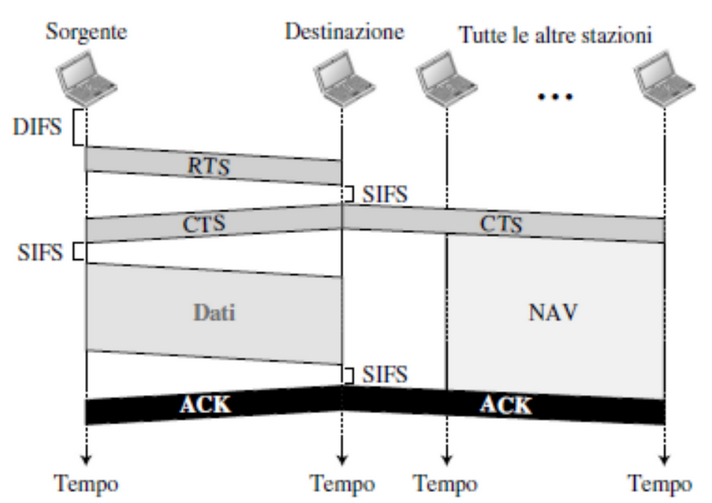 Sorgente Destinazione Tutte le altre stazioni
...
DIFS
RTS
SIFS
CTS CTS
SIFS
Dati NAV
SIFS
ACK ACK
Tempo Tempo Tempo Tempo